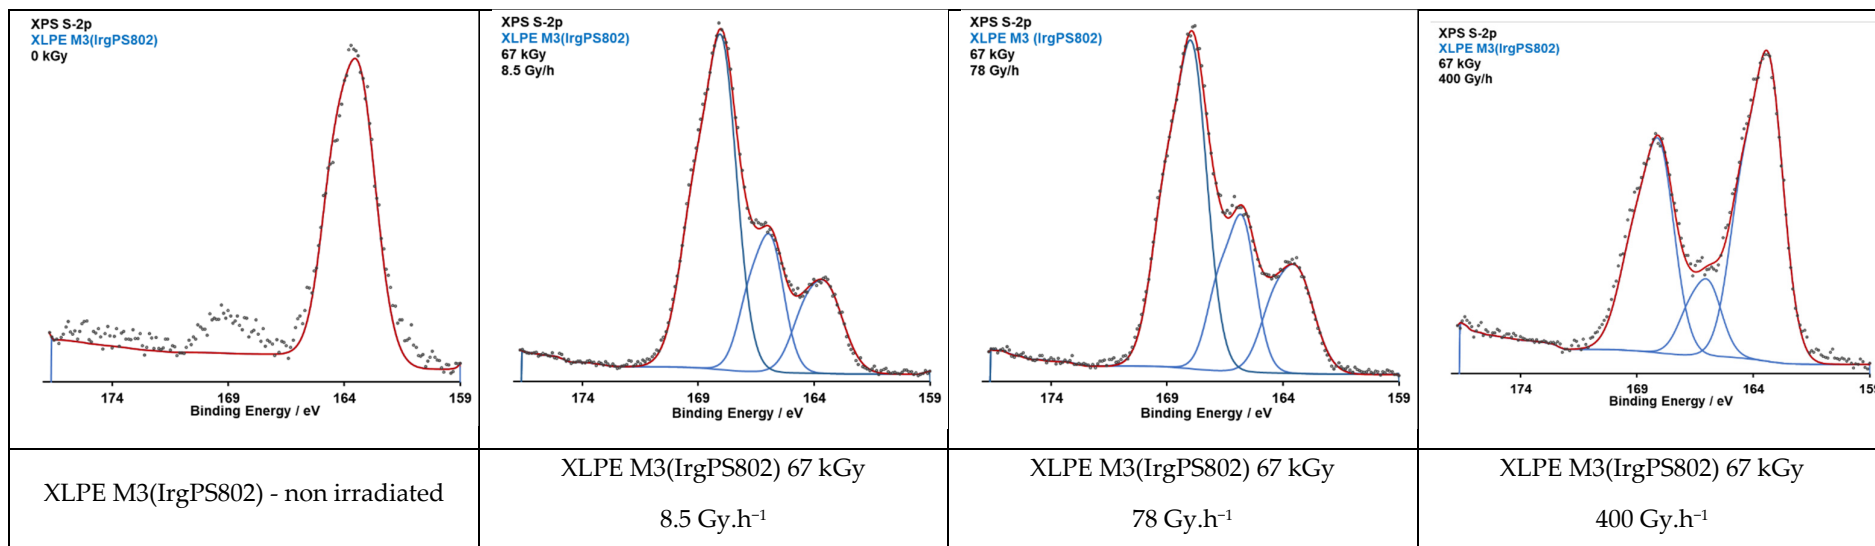 XPS S-2p
XLPE M3(IrgPS802)
0 kGy
174
169
164
159
Binding Energy / eV
XPS S-2p
XLPE M3(IrgPS802)
67 kGy
8.5 Gy/h
174
169
164
159
Binding Energy / eV
XPS S-2p
XLPE M3 (IrgPS802)
67 kGy
78 Gy/h
174
169
164
159
Binding Energy / eV
XPS S-2p
XLPE M3(IrgPS802)
67 kGy
400 Gy/h
174
169
164
159
Binding Energy / eV
XLPE M3(IrgPS802) - non irradiated
XLPE M3(IrgPS802) 67 kGy
8.5 Gy.h⁻¹
XLPE M3(IrgPS802) 67 kGy
78 Gy.h⁻¹
XLPE M3(IrgPS802) 67 kGy
400 Gy.h⁻¹